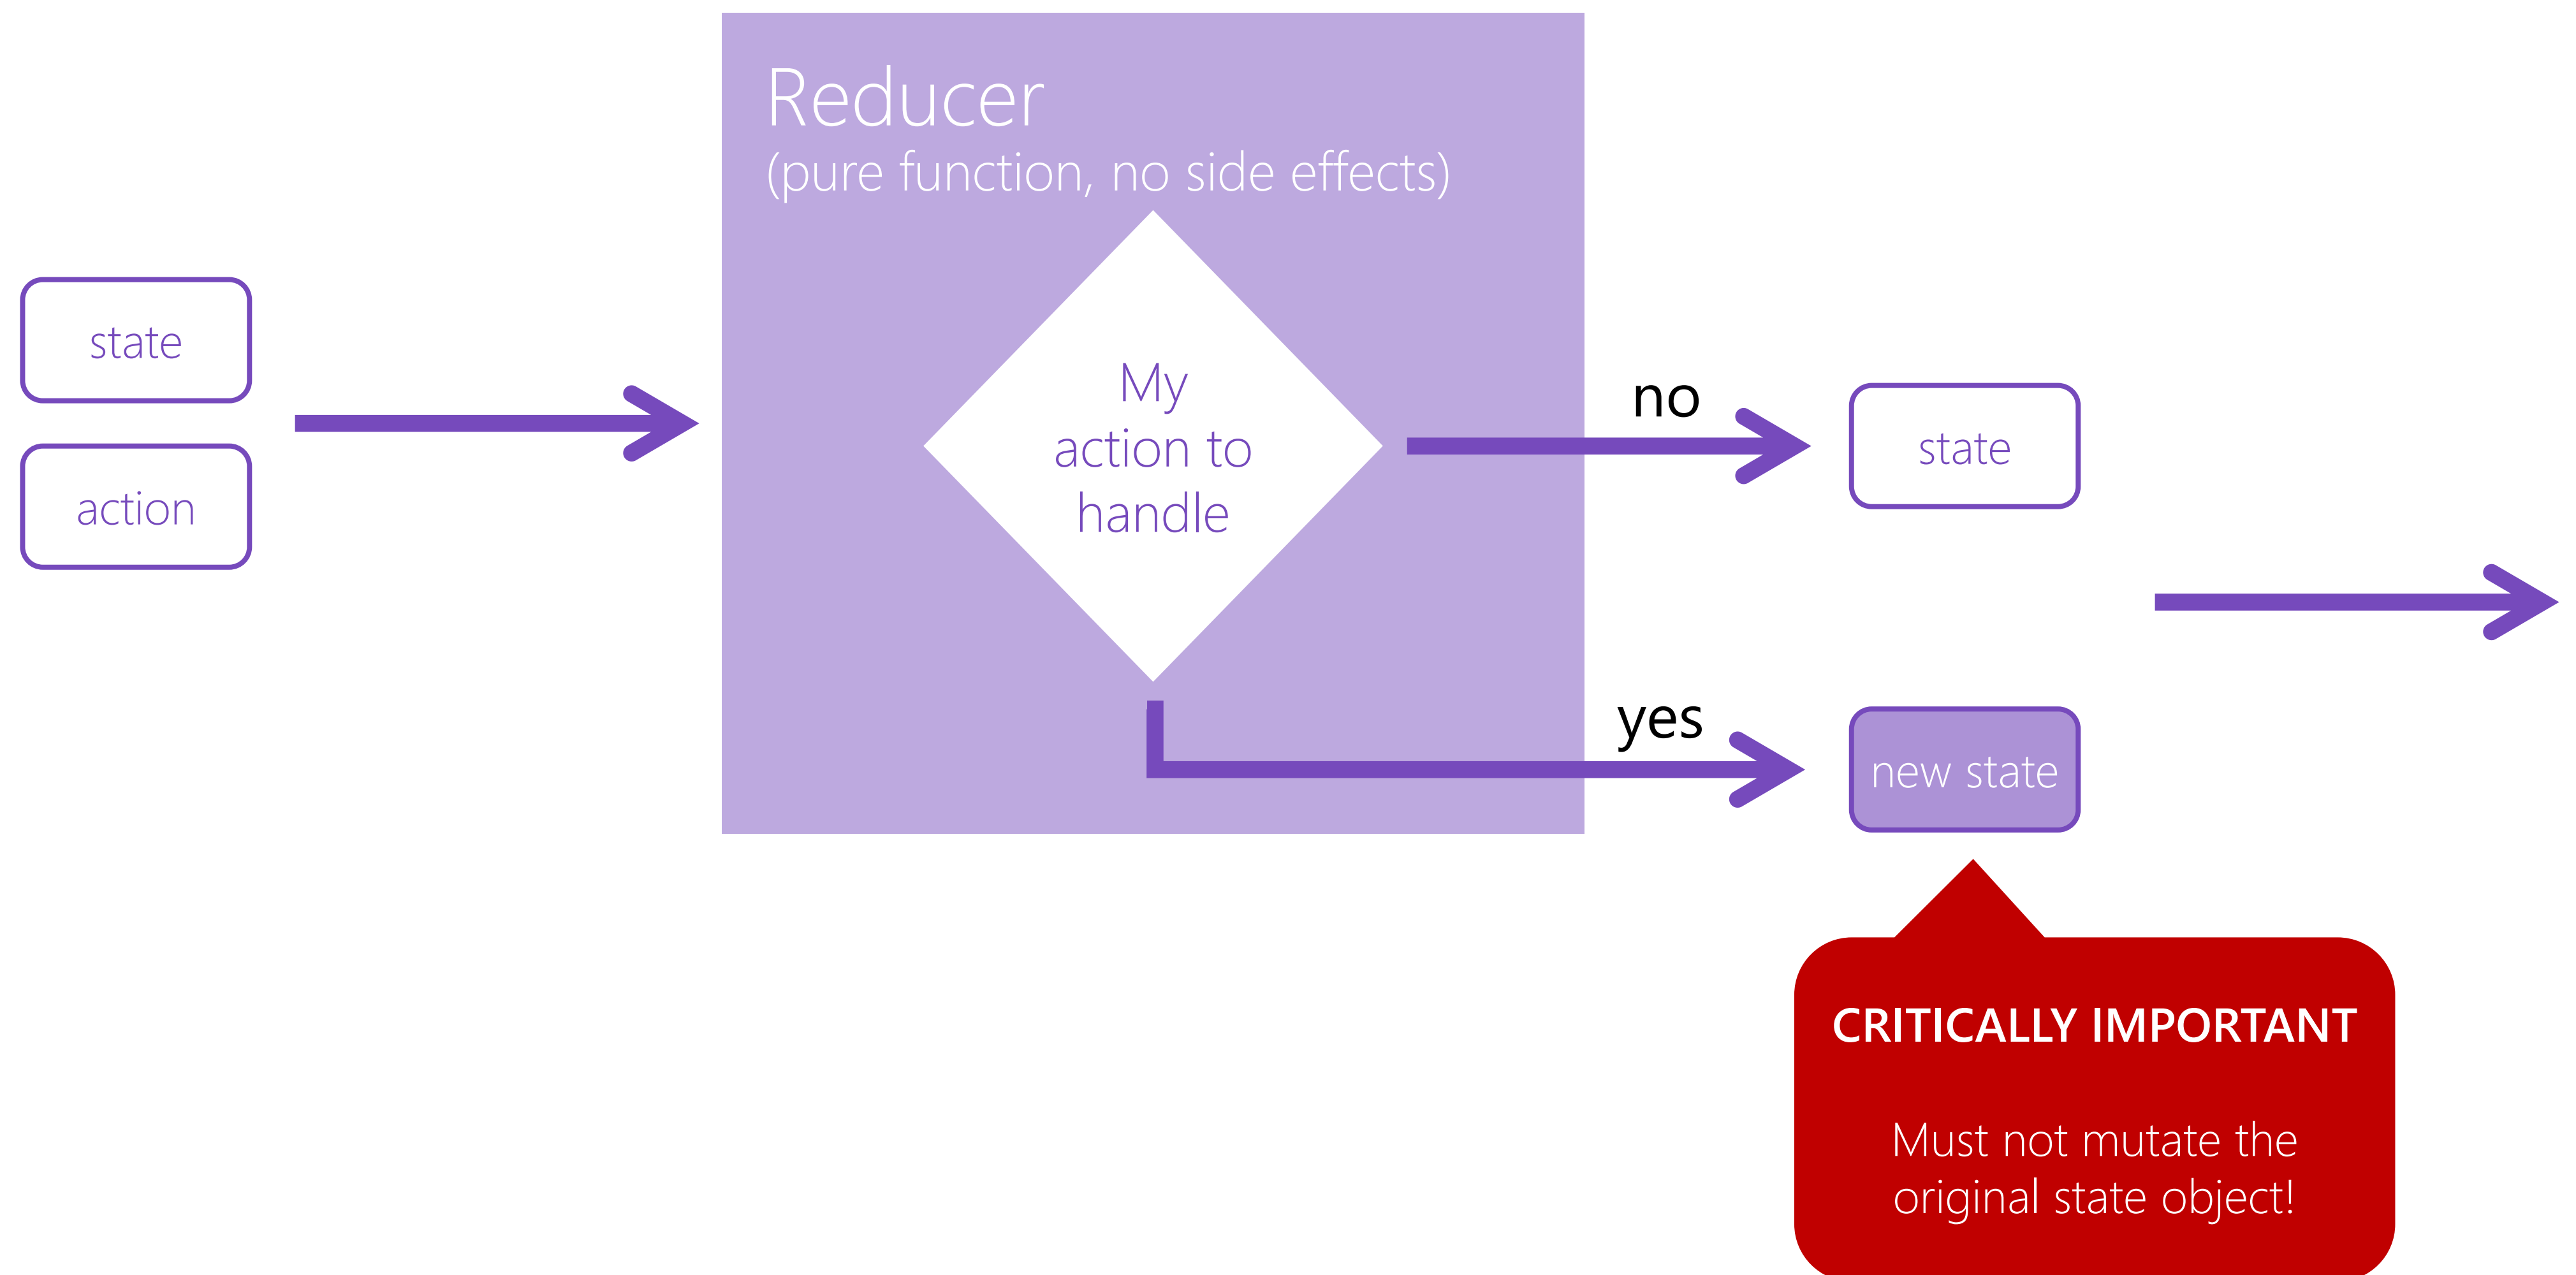 Reducer
(pure function, no side effects)
state
action
My
action to
handle
no
state
yes
new state
CRITICALLY IMPORTANT
Must not mutate the
original state object!